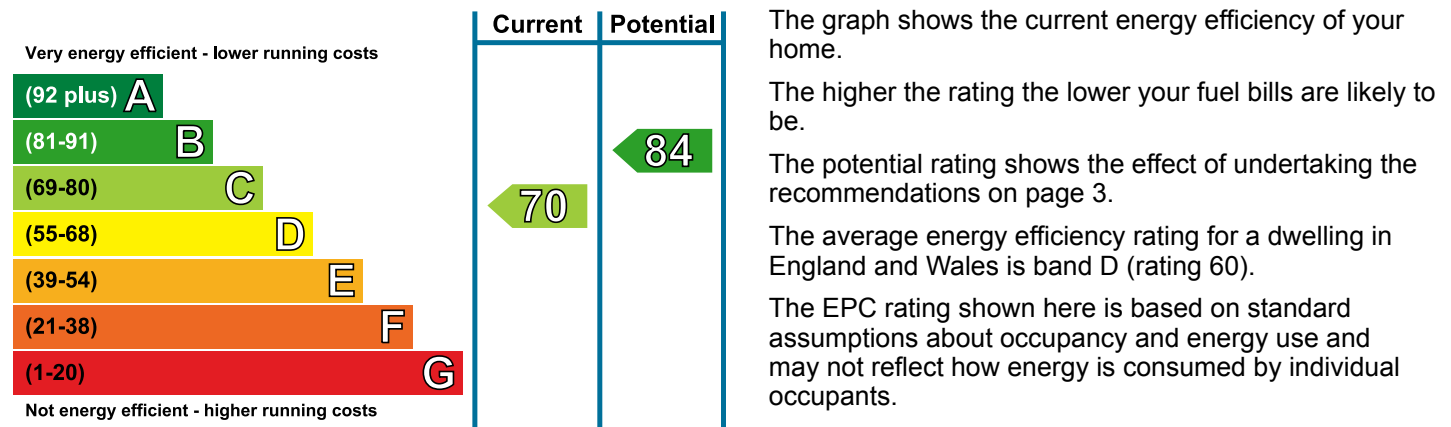 Current Potential
Very energy efficient - lower running costs
(92 plus) A
(81-91) B
84
(69-80) C
70
(55-68) D
(39-54) E
(21-38) F
(1-20) G
Not energy efficient - higher running costs
The graph shows the current energy efficiency of your
home.
The higher the rating the lower your fuel bills are likely to
be.
The potential rating shows the effect of undertaking the
recommendations on page 3.
The average energy efficiency rating for a dwelling in
England and Wales is band D (rating 60).
The EPC rating shown here is based on standard
assumptions about occupancy and energy use and
may not reflect how energy is consumed by individual
occupants.